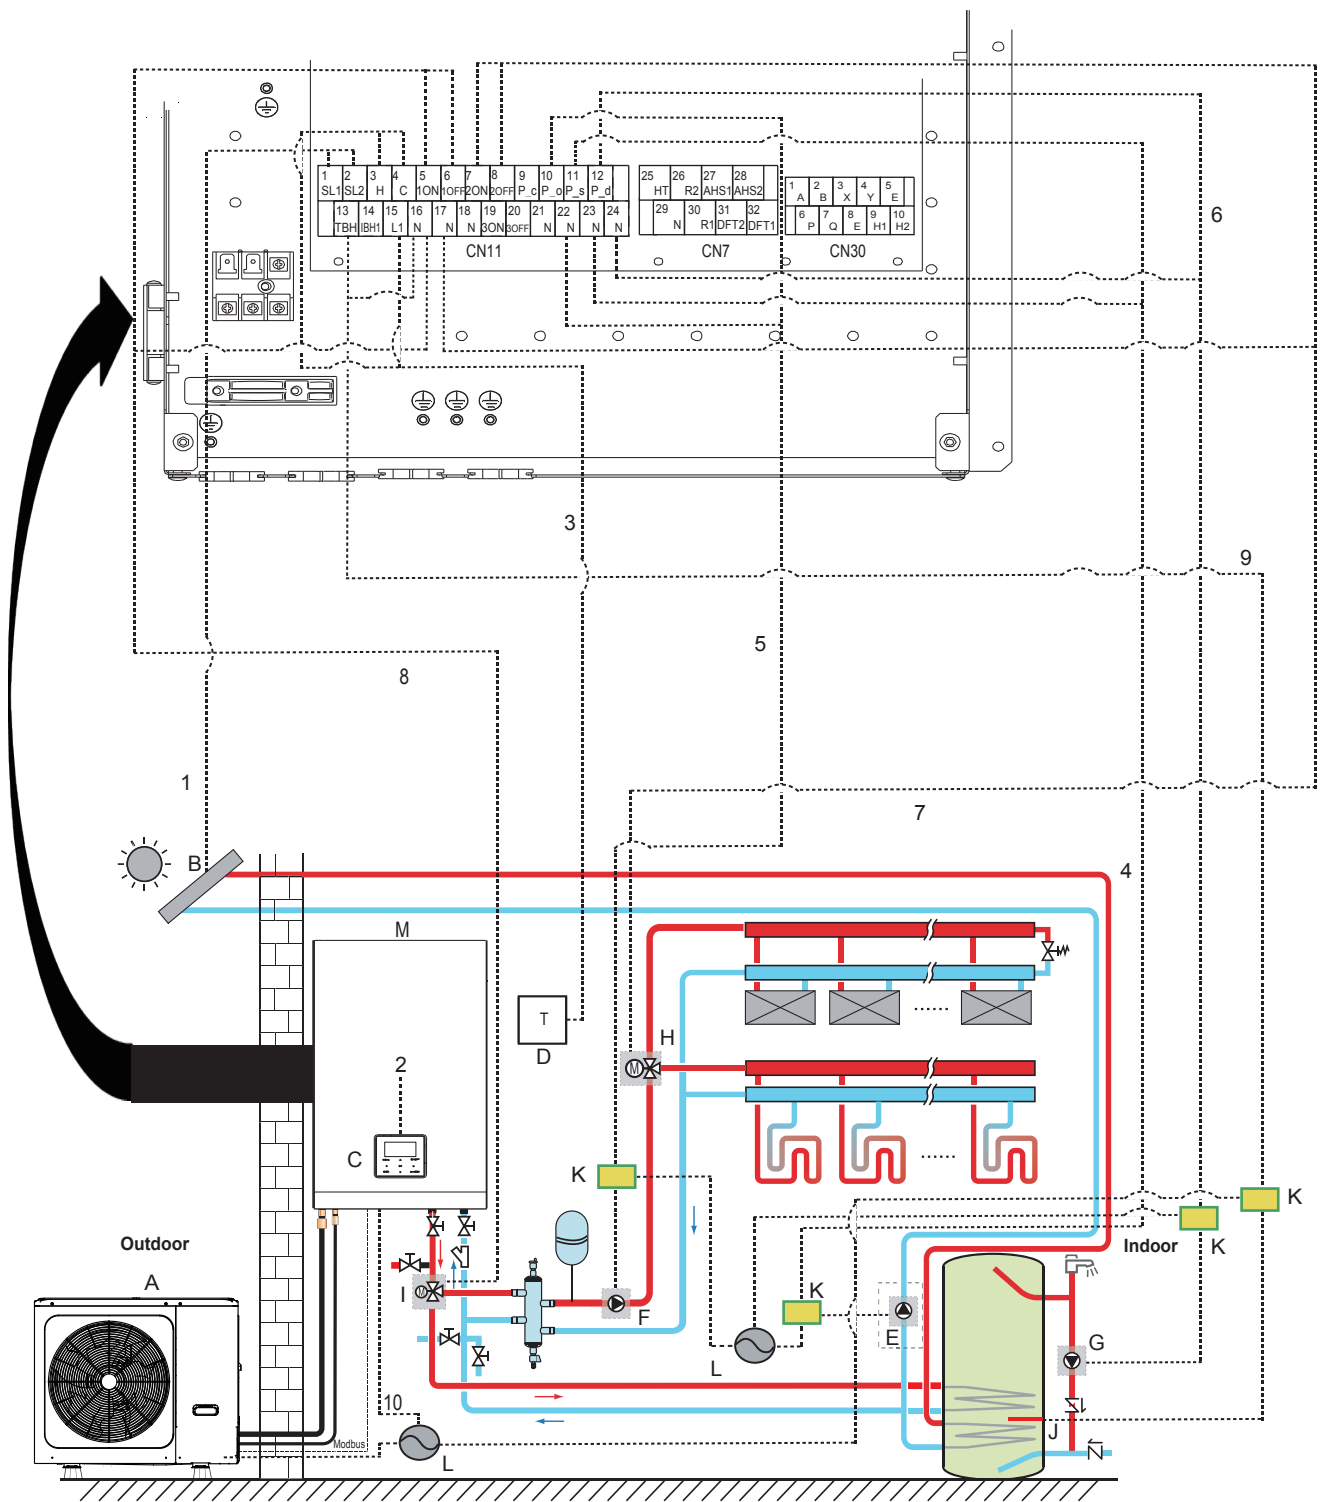 1 2 3 4 5 6 7 8 9 10 11 12
SL1 SL2 H C 1ON 1OFF 2ON 2OFF P_c P_o P_s P_d
13 14 15 16 17 18 19 20 21 22 23 24
TBH IBH1 L1 N N N 3ON 3OFF N N N N
CN11
25 26 27 28
HT R2 AHS1 AHS2
29 30 31 32
N R1 DFT2 DFT1
CN7
1 2 3 4 5
A B X Y E
6 7 8 9 10
P Q E H1 H2
CN30
6
3
9
5
8
1
7
4
B
M
T
D
H
2
C
K
K
K
Outdoor
Indoor
A
I
F
K
E
G
L
10
J
Modbus
L
M
M